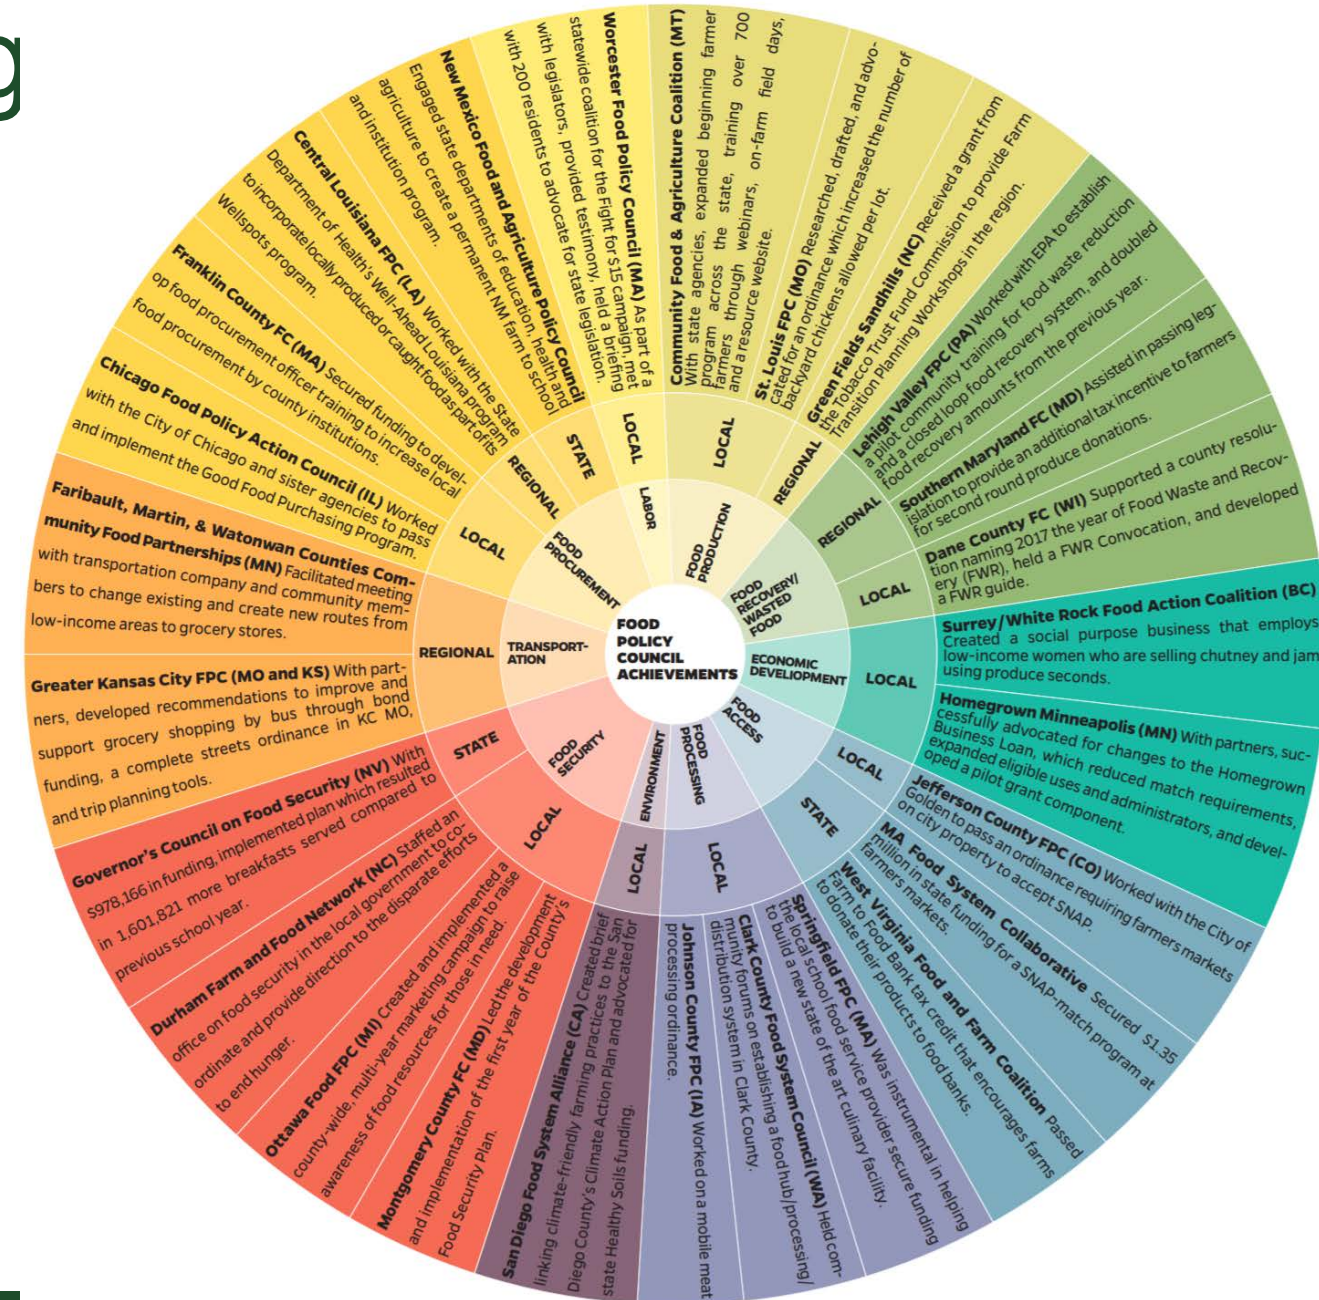 g
FOOD
POLICY
COUNCIL
ACHIEVEMENTS
LABOR
LOCAL
Worcester Food Policy Council (MA) As part of a
statewide coalition for the Fight for $15 campaign, met
with legislators, provided testimony, held a briefing
with 200 residents to advocate for state legislation.
FOOD
PRODUCTION
LOCAL
Community Food & Agriculture Coalition (MT)
With state agencies, expanded beginning farmer
program across the state, training over 700
farmers through webinars, on-farm field days,
and a resource website.
St. Louis FPC (MO) Researched, drafted, and advo-
cated for an ordinance which increased the number of
backyard chickens allowed per lot.
REGIONAL
Green Fields Sandhills (NC) Received a grant from
the Tobacco Trust Fund Commission to provide Farm
Transition Planning Workshops in the region.
FOOD
RECOVERY/
WASTED
FOOD
REGIONAL
Lehigh Valley FPC (PA) Worked with EPA to establish
a pilot community training for food waste reduction
and a closed loop food recovery system, and doubled
food recovery amounts from the previous year.
Southern Maryland FC (MD) Assisted in passing leg-
islation to provide an additional tax incentive to farmers
for second round produce donations.
LOCAL
Dane County FC (WI) Supported a county resolu-
tion naming 2017 the year of Food Waste and Recov-
ery (FWR), held a FWR Convocation, and developed
a FWR guide.
ECONOMIC
DEVELOPMENT
LOCAL
Surrey/White Rock Food Action Coalition (BC)
Created a social purpose business that employs
low-income women who are selling chutney and jam
using produce seconds.
Homegrown Minneapolis (MN) With partners, suc-
cessfully advocated for changes to the Homegrown
Business Loan, which reduced match requirements,
expanded eligible uses and administrators, and devel-
oped a pilot grant component.
FOOD
ACCESS
LOCAL
Jefferson County FPC (CO) Worked with the City of
Golden to pass an ordinance requiring farmers markets
on city property to accept SNAP.
STATE
MA Food System Collaborative Secured $1.35
million in state funding for a SNAP-match program at
farmers markets.
West Virginia Food and Farm Coalition Passed
Farm to Food Bank tax credit that encourages farms
to donate their products to food banks.
FOOD
PROCESSING
LOCAL
Springfield FPC (MA) Was instrumental in helping
the local school food service provider secure funding
to build a new state of the art culinary facility.
Clark County Food System Council (WA) Held com-
munity forums on establishing a food hub/processing/
distribution system in Clark County.
Johnson County FPC (IA) Worked on a mobile meat
processing ordinance.
ENVIRONMENT
LOCAL
San Diego Food System Alliance (CA) Created brief
linking climate-friendly farming practices to the San
Diego County's Climate Action Plan and advocated for
state Healthy Soils funding.
FOOD
SECURITY
LOCAL
Montgomery County FC (MD) Led the development
and implementation of the first year of the County's
Food Security Plan.
Ottawa Food FPC (MI) Created and implemented a
county-wide, multi-year marketing campaign to raise
awareness of food resources for those in need.
Durham Farm and Food Network (NC) Staffed an
office on food security in the local government to co-
ordinate and provide direction to the disparate efforts
to end hunger.
STATE
Governor's Council on Food Security (NV) With
$978,166 in funding, implemented plan which resulted
in 1,601,821 more breakfasts served compared to
previous school year.
TRANSPORT-
ATION
REGIONAL
Greater Kansas City FPC (MO and KS) With part-
ners, developed recommendations to improve and
support grocery shopping by bus through bond
funding, a complete streets ordinance in KC MO,
and trip planning tools.
Faribault, Martin, & Watonwan Counties Com-
munity Food Partnerships (MN) Facilitated meeting
with transportation company and community mem-
bers to change existing and create new routes from
low-income areas to grocery stores.
FOOD
PROCUREMENT
LOCAL
Chicago Food Policy Action Council (IL) Worked
with the City of Chicago and sister agencies to pass
and implement the Good Food Purchasing Program.
Franklin County FC (MA) Secured funding to devel-
op food procurement officer training to increase local
food procurement by county institutions.
REGIONAL
Central Louisiana FPC (LA) Worked with the State
Department of Health's Well-Ahead Louisiana program
to incorporate locally produced or caught food as part of its
Wellspots program.
STATE
New Mexico Food and Agriculture Policy Council
Engaged state departments of education, health and
agriculture to create a permanent NM farm to school
and institution program.